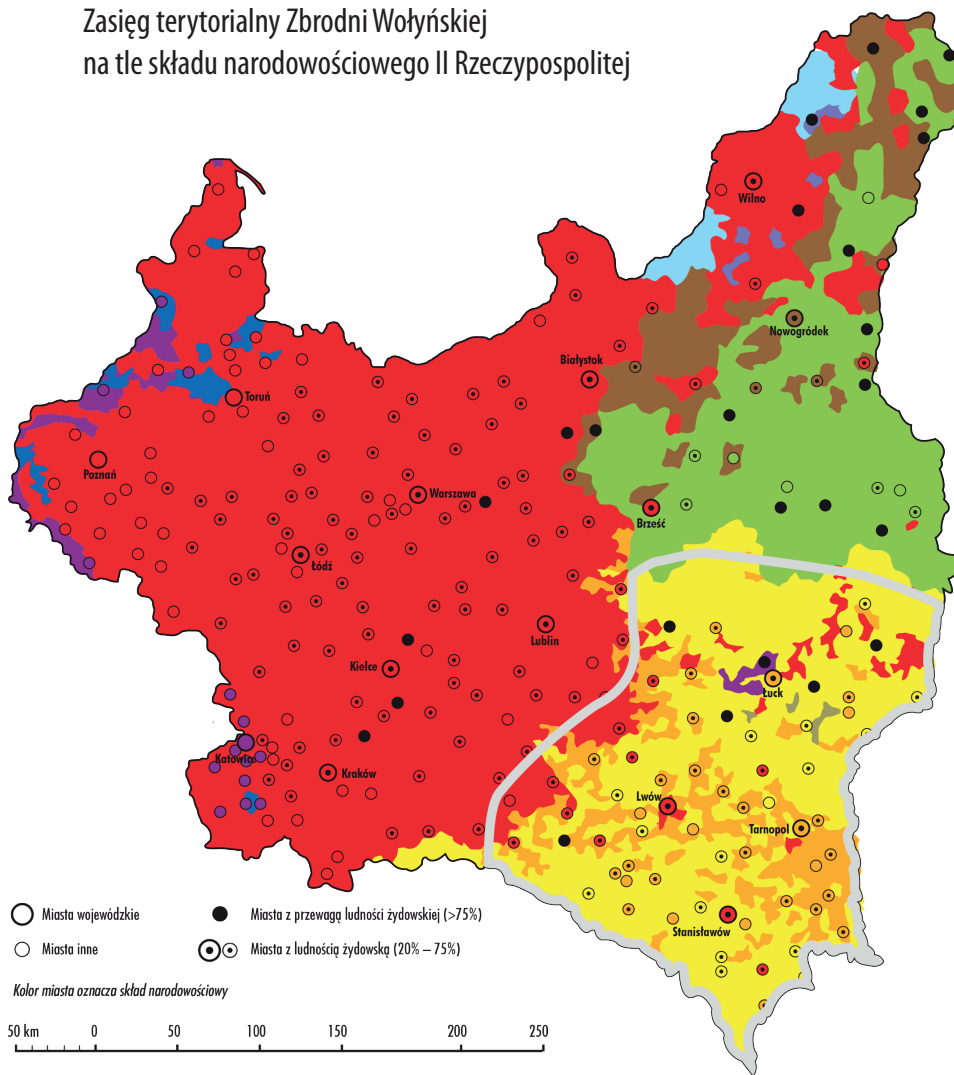 Zasięg terytorialny Zbrodni Wołyńskiej
na tle składu narodowościowego II Rzeczypospolitej
Wilno
Nowogródek
Białystok
Toruń
Poznań
Warszawa
Brześć
Łódź
Lublin
Kielce
Łuck
Katowice
Kraków
Lwów
Tarnopol
Stanisławów
Miasta wojewódzkie
Miasta z przewagą ludności żydowskiej (>75%)
Miasta inne
Miasta z ludnością żydowską (20% – 75%)
Kolor miasta oznacza skład narodowościowy
50 km 0 50 100 150 200 250